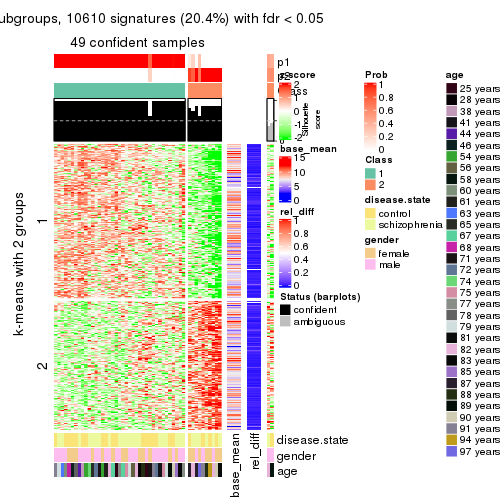 ubgroups, 10610 signatures (20.4%) with fdr < 0.05
49 confident samples
p1
p2
Class
Silhouette
score
k-means with 2 groups
1
2
base_mean
rel_diff
disease.state
gender
age
z-score
2
1
0
-1
-2
base_mean
15
10
5
0
rel_diff
1
0.8
0.6
0.4
0.2
0
Status (barplots)
confident
ambiguous
Prob
1
0.8
0.6
0.4
0.2
0
Class
1
2
disease.state
control
schizophrenia
gender
female
male
age
25 years
28 years
38 years
41 years
44 years
46 years
54 years
56 years
58 years
60 years
61 years
63 years
65 years
67 years
68 years
71 years
72 years
74 years
75 years
77 years
78 years
79 years
81 years
82 years
83 years
85 years
87 years
88 years
89 years
90 years
91 years
94 years
97 years